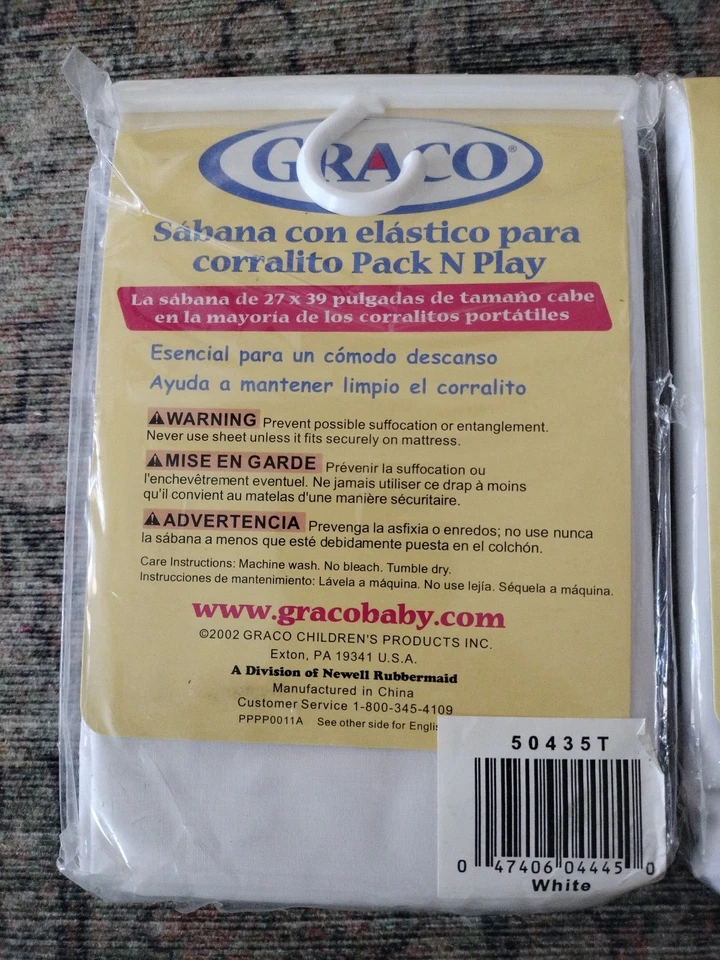 GRACO®
Sábana con elástico para
corralito Pack N Play
La sábana de 27 x 39 pulgadas de tamaño cabe
en la mayoría de los corralitos portátiles
Esencial para un cómodo descanso
Ayuda a mantener limpio el corralito
⚠WARNING Prevent possible suffocation or entanglement.
Never use sheet unless it fits securely on mattress.
⚠MISE EN GARDE Prévenir la suffocation ou
l'enchevêtrement eventuel. Ne jamais utiliser ce drap à moins
qu'il convient au matelas d'une manière sécuritaire.
⚠ADVERTENCIA Prevenga la asfixia o enredos; no use nunca
la sábana a menos que esté debidamente puesta en el colchón.
Care Instructions: Machine wash. No bleach. Tumble dry.
Instrucciones de mantenimiento: Lávela a máquina. No use lejía. Séquela a máquina.
www.gracobaby.com
©2002 GRACO CHILDREN'S PRODUCTS INC.
Exton, PA 19341 U.S.A.
A Division of Newell Rubbermaid
Manufactured in China
Customer Service 1-800-345-4109
PPPP0011A See other side for Englis
50435T
0 47406 04445 0
White